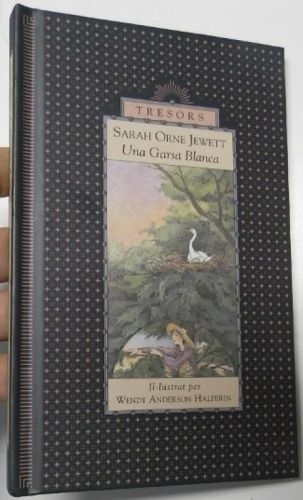 TRESORS
SARAH ORNE JEWETT
Una Garsa Blanca
Il·lustrat per
WENDY ANDERSON HALPERIN